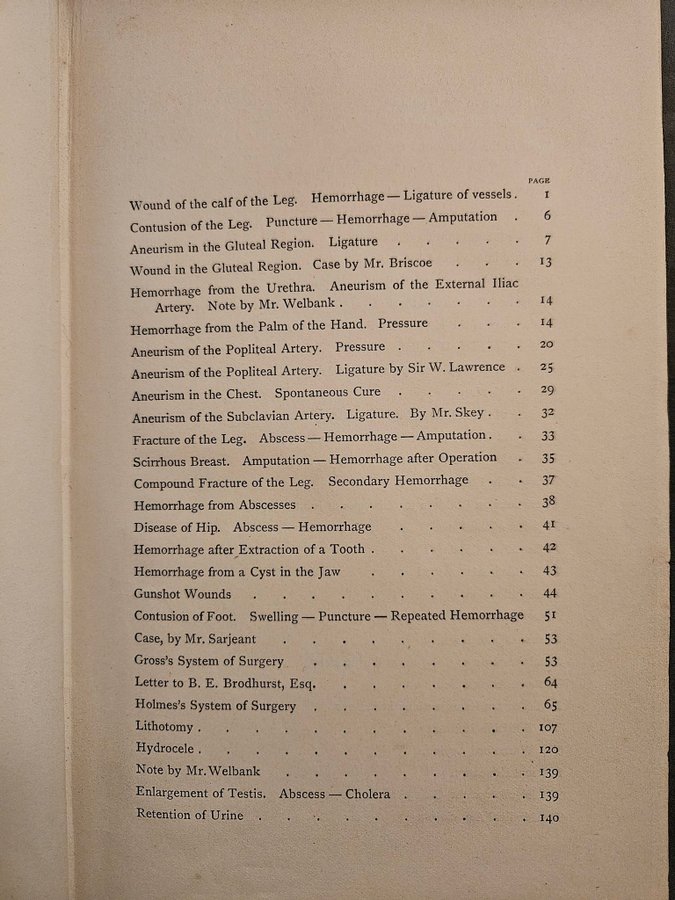 PAGE
Wound of the calf of the Leg. Hemorrhage — Ligature of vessels . 1
Contusion of the Leg. Puncture — Hemorrhage — Amputation . 6
Aneurism in the Gluteal Region. Ligature . . . . . 7
Wound in the Gluteal Region. Case by Mr. Briscoe . . . 13
Hemorrhage from the Urethra. Aneurism of the External Iliac
Artery. Note by Mr. Welbank . . . . . . . 14
Hemorrhage from the Palm of the Hand. Pressure . . . 14
Aneurism of the Popliteal Artery. Pressure . . . . . 20
Aneurism of the Popliteal Artery. Ligature by Sir W. Lawrence . 25
Aneurism in the Chest. Spontaneous Cure . . . . . 29
Aneurism of the Subclavian Artery. Ligature. By Mr. Skey . . 32
Fracture of the Leg. Abscess — Hemorrhage — Amputation . . 33
Scirrhous Breast. Amputation — Hemorrhage after Operation . 35
Compound Fracture of the Leg. Secondary Hemorrhage . . 37
Hemorrhage from Abscesses . . . . . . . . 38
Disease of Hip. Abscess — Hemorrhage . . . . . 41
Hemorrhage after Extraction of a Tooth . . . . . . 42
Hemorrhage from a Cyst in the Jaw . . . . . . 43
Gunshot Wounds . . . . . . . . . . 44
Contusion of Foot. Swelling — Puncture — Repeated Hemorrhage 51
Case, by Mr. Sarjeant . . . . . . . . . 53
Gross's System of Surgery . . . . . . . . 53
Letter to B. E. Brodhurst, Esq. . . . . . . . 64
Holmes's System of Surgery . . . . . . . . 65
Lithotomy . . . . . . . . . . . . 107
Hydrocele . . . . . . . . . . . . 120
Note by Mr. Welbank . . . . . . . . . 139
Enlargement of Testis. Abscess — Cholera . . . . . 139
Retention of Urine . . . . . . . . . . 140